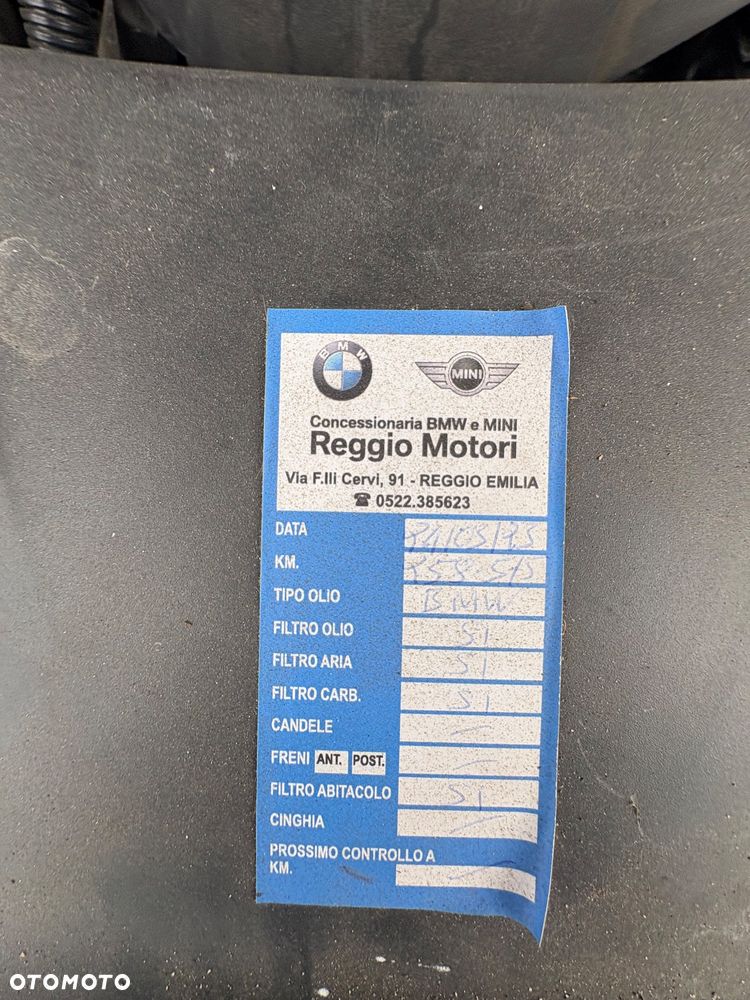 BMW
MINI
Concessionaria BMW e MINI
Reggio Motori
Via F.lli Cervi, 91 - REGGIO EMILIA
☎ 0522.385623
DATA
KM.
TIPO OLIO BMW
FILTRO OLIO SI
FILTRO ARIA SI
FILTRO CARB. SI
CANDELE –
FRENI ANT. POST. –
FILTRO ABITACOLO SI
CINGHIA –
PROSSIMO CONTROLLO A
KM. –
OTOMOTO